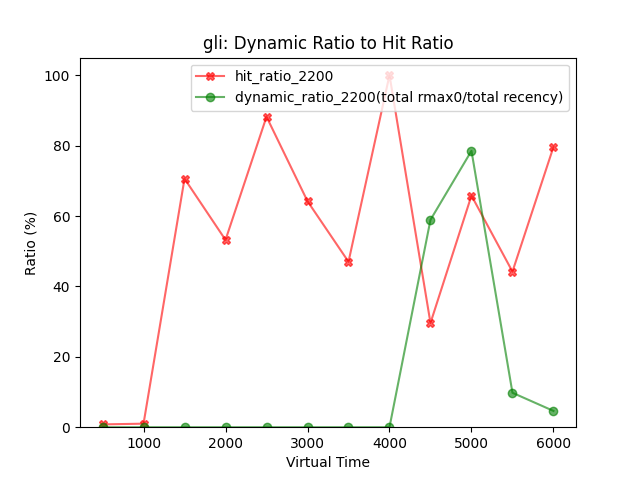 gli: Dynamic Ratio to Hit Ratio
hit_ratio_2200
dynamic_ratio_2200(total rmax0/total recency)
100
80
60
40
20
0
Ratio (%)
1000 2000 3000 4000 5000 6000
Virtual Time